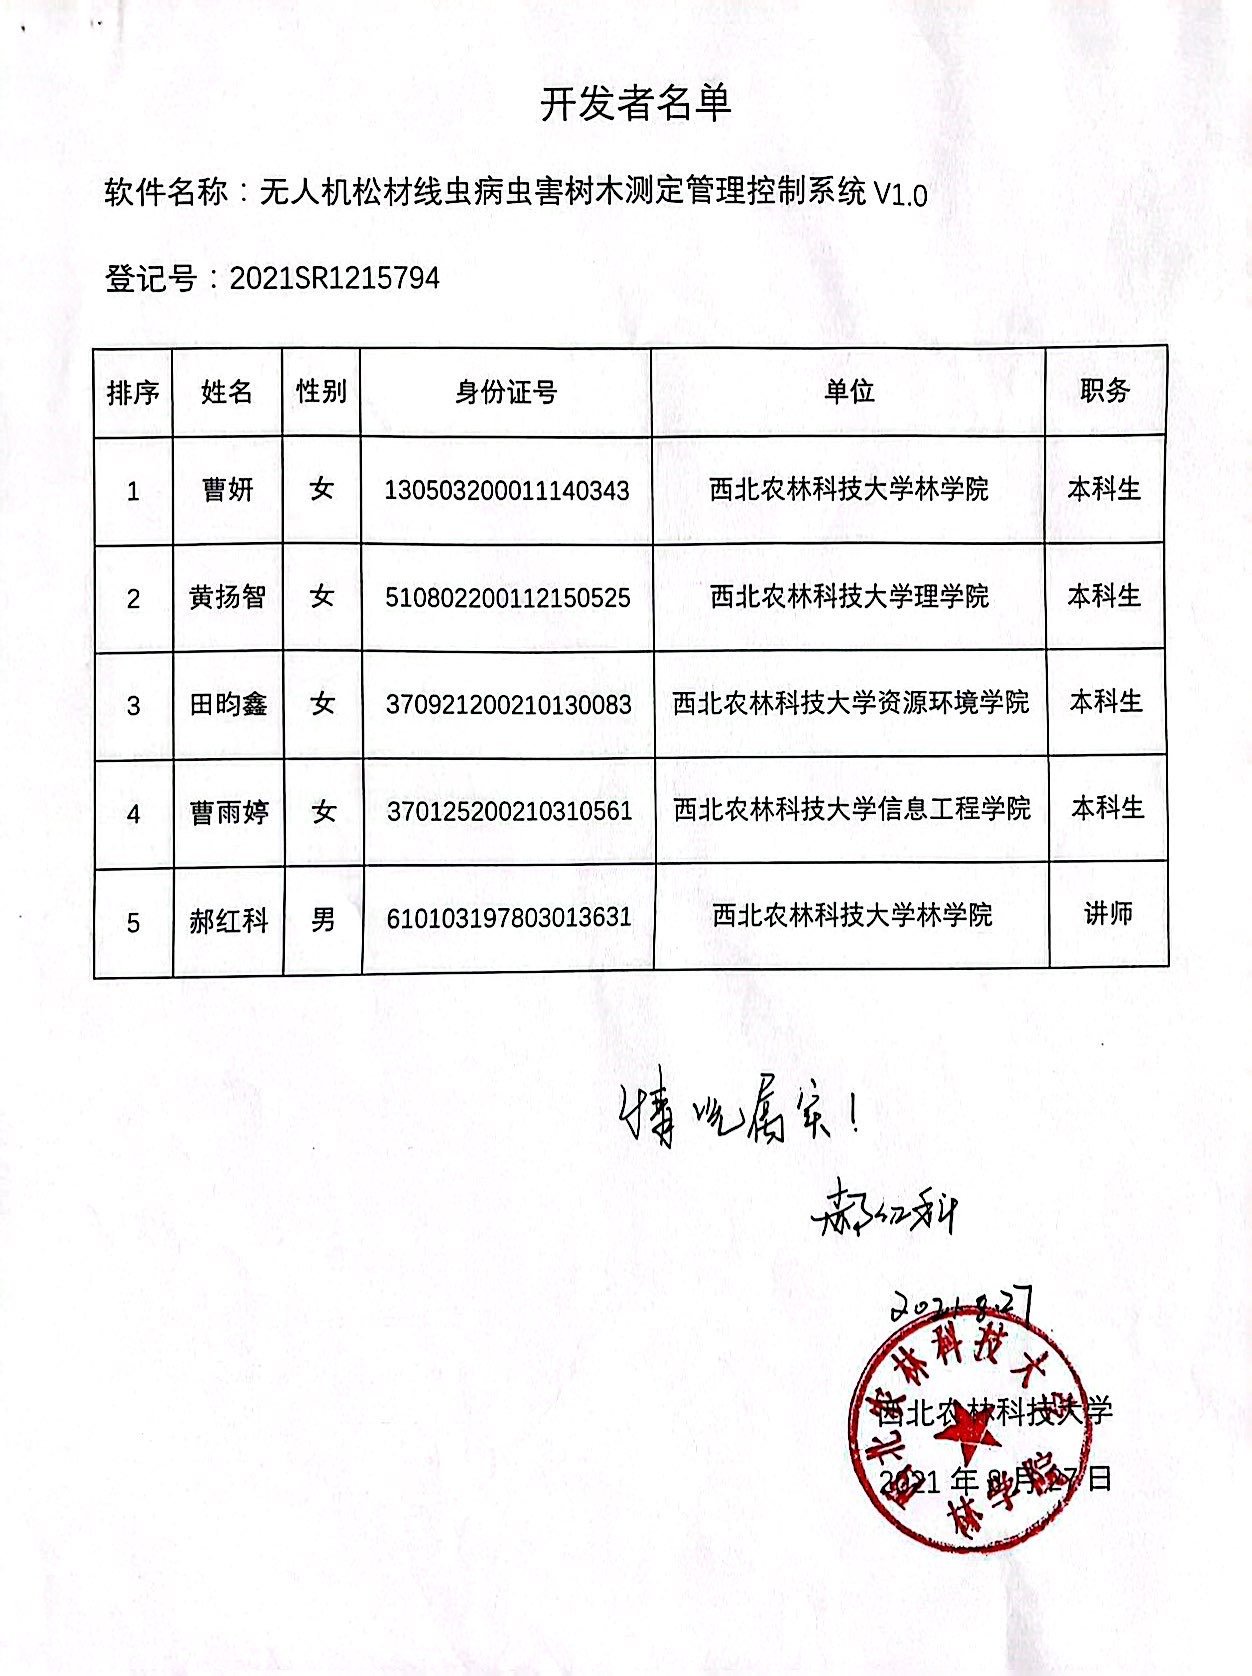 开发者名单
软件名称：无人机松材线虫病虫害树木测定管理控制系统 V1.0
登记号：2021SR1215794
排序 姓名 性别 身份证号 单位 职务
1 曹妍 女 130503200011140343 西北农林科技大学林学院 本科生
2 黄扬智 女 510802200112150525 西北农林科技大学理学院 本科生
3 田昀鑫 女 370921200210130083 西北农林科技大学资源环境学院 本科生
4 曹雨婷 女 370125200210310561 西北农林科技大学信息工程学院 本科生
5 郝红科 男 610103197803013631 西北农林科技大学林学院 讲师
情况属实！
郝红科
2021.8.27
西北农林科技大学
林学院
西北农林科技大学
2021 年 8 月 27 日